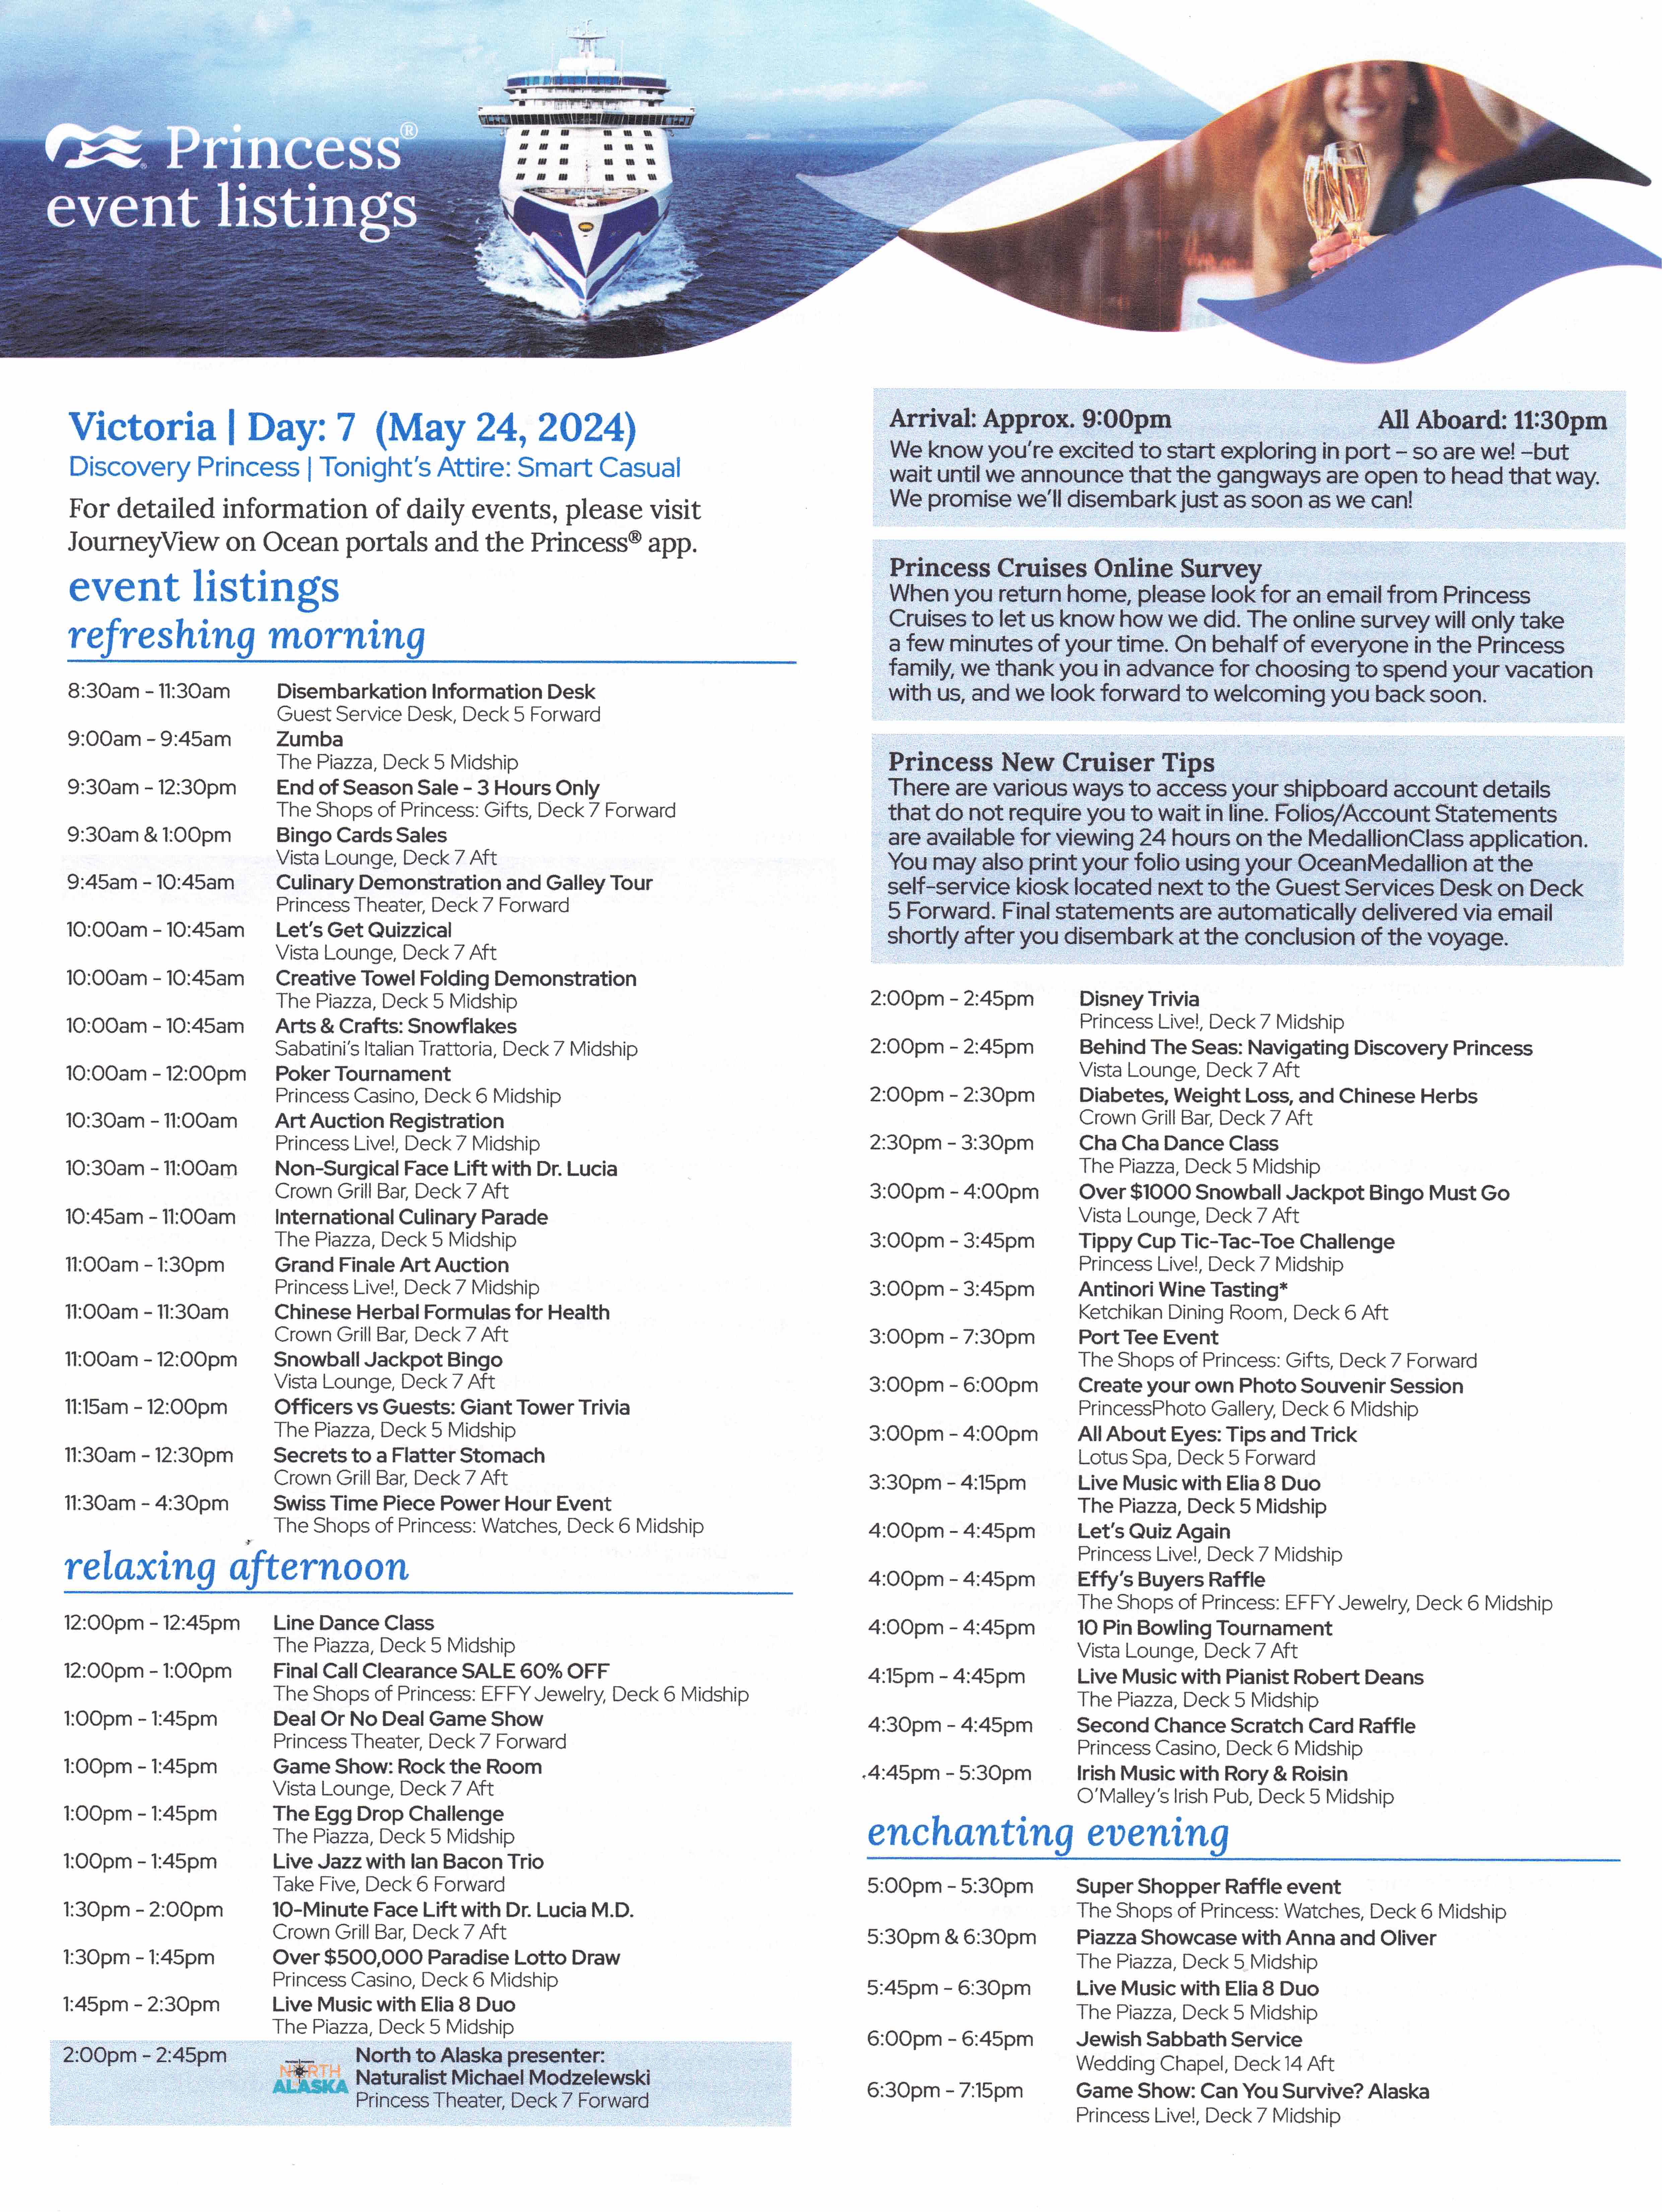 Princess®
event listings
Victoria | Day: 7 (May 24, 2024)
Discovery Princess | Tonight's Attire: Smart Casual
For detailed information of daily events, please visit
JourneyView on Ocean portals and the Princess® app.
event listings
refreshing morning
8:30am – 11:30am Disembarkation Information Desk
Guest Service Desk, Deck 5 Forward
9:00am – 9:45am Zumba
The Piazza, Deck 5 Midship
9:30am – 12:30pm End of Season Sale – 3 Hours Only
The Shops of Princess: Gifts, Deck 7 Forward
9:30am & 1:00pm Bingo Cards Sales
Vista Lounge, Deck 7 Aft
9:45am – 10:45am Culinary Demonstration and Galley Tour
Princess Theater, Deck 7 Forward
10:00am – 10:45am Let's Get Quizzical
Vista Lounge, Deck 7 Aft
10:00am – 10:45am Creative Towel Folding Demonstration
The Piazza, Deck 5 Midship
10:00am – 10:45am Arts & Crafts: Snowflakes
Sabatini's Italian Trattoria, Deck 7 Midship
10:00am – 12:00pm Poker Tournament
Princess Casino, Deck 6 Midship
10:30am – 11:00am Art Auction Registration
Princess Live!, Deck 7 Midship
10:30am – 11:00am Non-Surgical Face Lift with Dr. Lucia
Crown Grill Bar, Deck 7 Aft
10:45am – 11:00am International Culinary Parade
The Piazza, Deck 5 Midship
11:00am – 1:30pm Grand Finale Art Auction
Princess Live!, Deck 7 Midship
11:00am – 11:30am Chinese Herbal Formulas for Health
Crown Grill Bar, Deck 7 Aft
11:00am – 12:00pm Snowball Jackpot Bingo
Vista Lounge, Deck 7 Aft
11:15am – 12:00pm Officers vs Guests: Giant Tower Trivia
The Piazza, Deck 5 Midship
11:30am – 12:30pm Secrets to a Flatter Stomach
Crown Grill Bar, Deck 7 Aft
11:30am – 4:30pm Swiss Time Piece Power Hour Event
The Shops of Princess: Watches, Deck 6 Midship
relaxing afternoon
12:00pm – 12:45pm Line Dance Class
The Piazza, Deck 5 Midship
12:00pm – 1:00pm Final Call Clearance SALE 60% OFF
The Shops of Princess: EFFY Jewelry, Deck 6 Midship
1:00pm – 1:45pm Deal Or No Deal Game Show
Princess Theater, Deck 7 Forward
1:00pm – 1:45pm Game Show: Rock the Room
Vista Lounge, Deck 7 Aft
1:00pm – 1:45pm The Egg Drop Challenge
The Piazza, Deck 5 Midship
1:00pm – 1:45pm Live Jazz with Ian Bacon Trio
Take Five, Deck 6 Forward
1:30pm – 2:00pm 10-Minute Face Lift with Dr. Lucia M.D.
Crown Grill Bar, Deck 7 Aft
1:30pm – 1:45pm Over $500,000 Paradise Lotto Draw
Princess Casino, Deck 6 Midship
1:45pm – 2:30pm Live Music with Elia 8 Duo
The Piazza, Deck 5 Midship
2:00pm – 2:45pm North to Alaska presenter:
NORTH ALASKA Naturalist Michael Modzelewski
Princess Theater, Deck 7 Forward
Arrival: Approx. 9:00pm All Aboard: 11:30pm
We know you're excited to start exploring in port – so are we! –but
wait until we announce that the gangways are open to head that way.
We promise we'll disembark just as soon as we can!
Princess Cruises Online Survey
When you return home, please look for an email from Princess
Cruises to let us know how we did. The online survey will only take
a few minutes of your time. On behalf of everyone in the Princess
family, we thank you in advance for choosing to spend your vacation
with us, and we look forward to welcoming you back soon.
Princess New Cruiser Tips
There are various ways to access your shipboard account details
that do not require you to wait in line. Folios/Account Statements
are available for viewing 24 hours on the MedallionClass application.
You may also print your folio using your OceanMedallion at the
self-service kiosk located next to the Guest Services Desk on Deck
5 Forward. Final statements are automatically delivered via email
shortly after you disembark at the conclusion of the voyage.
2:00pm – 2:45pm Disney Trivia
Princess Live!, Deck 7 Midship
2:00pm – 2:45pm Behind The Seas: Navigating Discovery Princess
Vista Lounge, Deck 7 Aft
2:00pm – 2:30pm Diabetes, Weight Loss, and Chinese Herbs
Crown Grill Bar, Deck 7 Aft
2:30pm – 3:30pm Cha Cha Dance Class
The Piazza, Deck 5 Midship
3:00pm – 4:00pm Over $1000 Snowball Jackpot Bingo Must Go
Vista Lounge, Deck 7 Aft
3:00pm – 3:45pm Tippy Cup Tic-Tac-Toe Challenge
Princess Live!, Deck 7 Midship
3:00pm – 3:45pm Antinori Wine Tasting*
Ketchikan Dining Room, Deck 6 Aft
3:00pm – 7:30pm Port Tee Event
The Shops of Princess: Gifts, Deck 7 Forward
3:00pm – 6:00pm Create your own Photo Souvenir Session
PrincessPhoto Gallery, Deck 6 Midship
3:00pm – 4:00pm All About Eyes: Tips and Trick
Lotus Spa, Deck 5 Forward
3:30pm – 4:15pm Live Music with Elia 8 Duo
The Piazza, Deck 5 Midship
4:00pm – 4:45pm Let's Quiz Again
Princess Live!, Deck 7 Midship
4:00pm – 4:45pm Effy's Buyers Raffle
The Shops of Princess: EFFY Jewelry, Deck 6 Midship
4:00pm – 4:45pm 10 Pin Bowling Tournament
Vista Lounge, Deck 7 Aft
4:15pm – 4:45pm Live Music with Pianist Robert Deans
The Piazza, Deck 5 Midship
4:30pm – 4:45pm Second Chance Scratch Card Raffle
Princess Casino, Deck 6 Midship
4:45pm – 5:30pm Irish Music with Rory & Roisin
O'Malley's Irish Pub, Deck 5 Midship
enchanting evening
5:00pm – 5:30pm Super Shopper Raffle event
The Shops of Princess: Watches, Deck 6 Midship
5:30pm & 6:30pm Piazza Showcase with Anna and Oliver
The Piazza, Deck 5 Midship
5:45pm – 6:30pm Live Music with Elia 8 Duo
The Piazza, Deck 5 Midship
6:00pm – 6:45pm Jewish Sabbath Service
Wedding Chapel, Deck 14 Aft
6:30pm – 7:15pm Game Show: Can You Survive? Alaska
Princess Live!, Deck 7 Midship